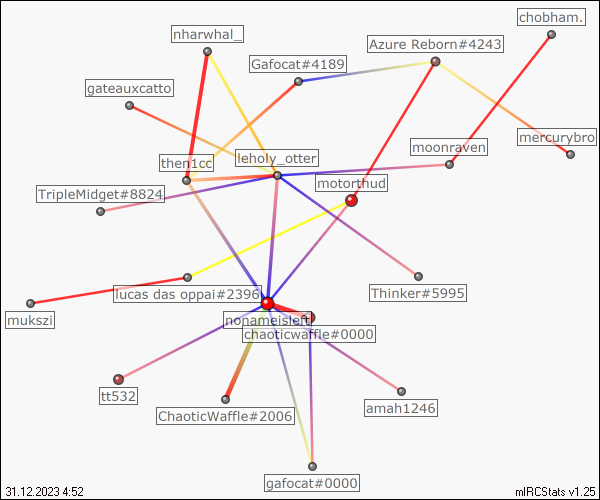 chobham.
nharwhal_
Azure Reborn#4243
Gafocat#4189
gateauxcatto
mercurybro
moonraven
leholy_otter
then1cc
motorthud
TripleMidget#8824
Thinker#5995
lucas das oppai#2396
mukszi
nonameisleft
chaoticwaffle#0000
tt532
amah1246
ChaoticWaffle#2006
gafocat#0000
31.12.2023 4:52
mIRCStats v1.25